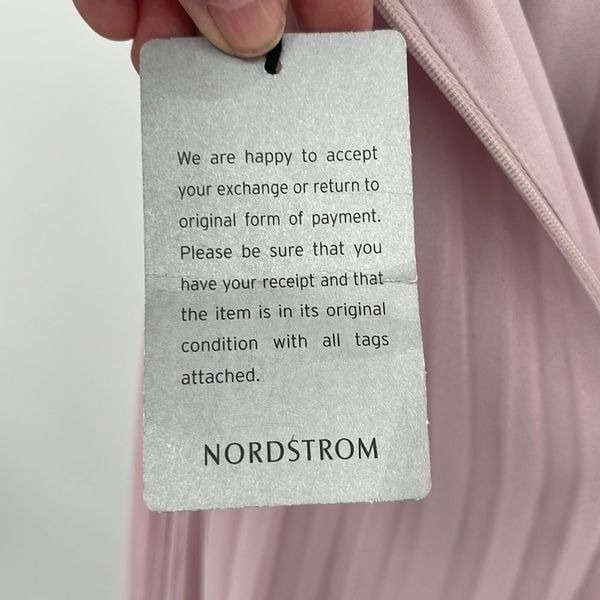 We are happy to accept
your exchange or return to
original form of payment.
Please be sure that you
have your receipt and that
the item is in its original
condition with all tags
attached.
NORDSTROM